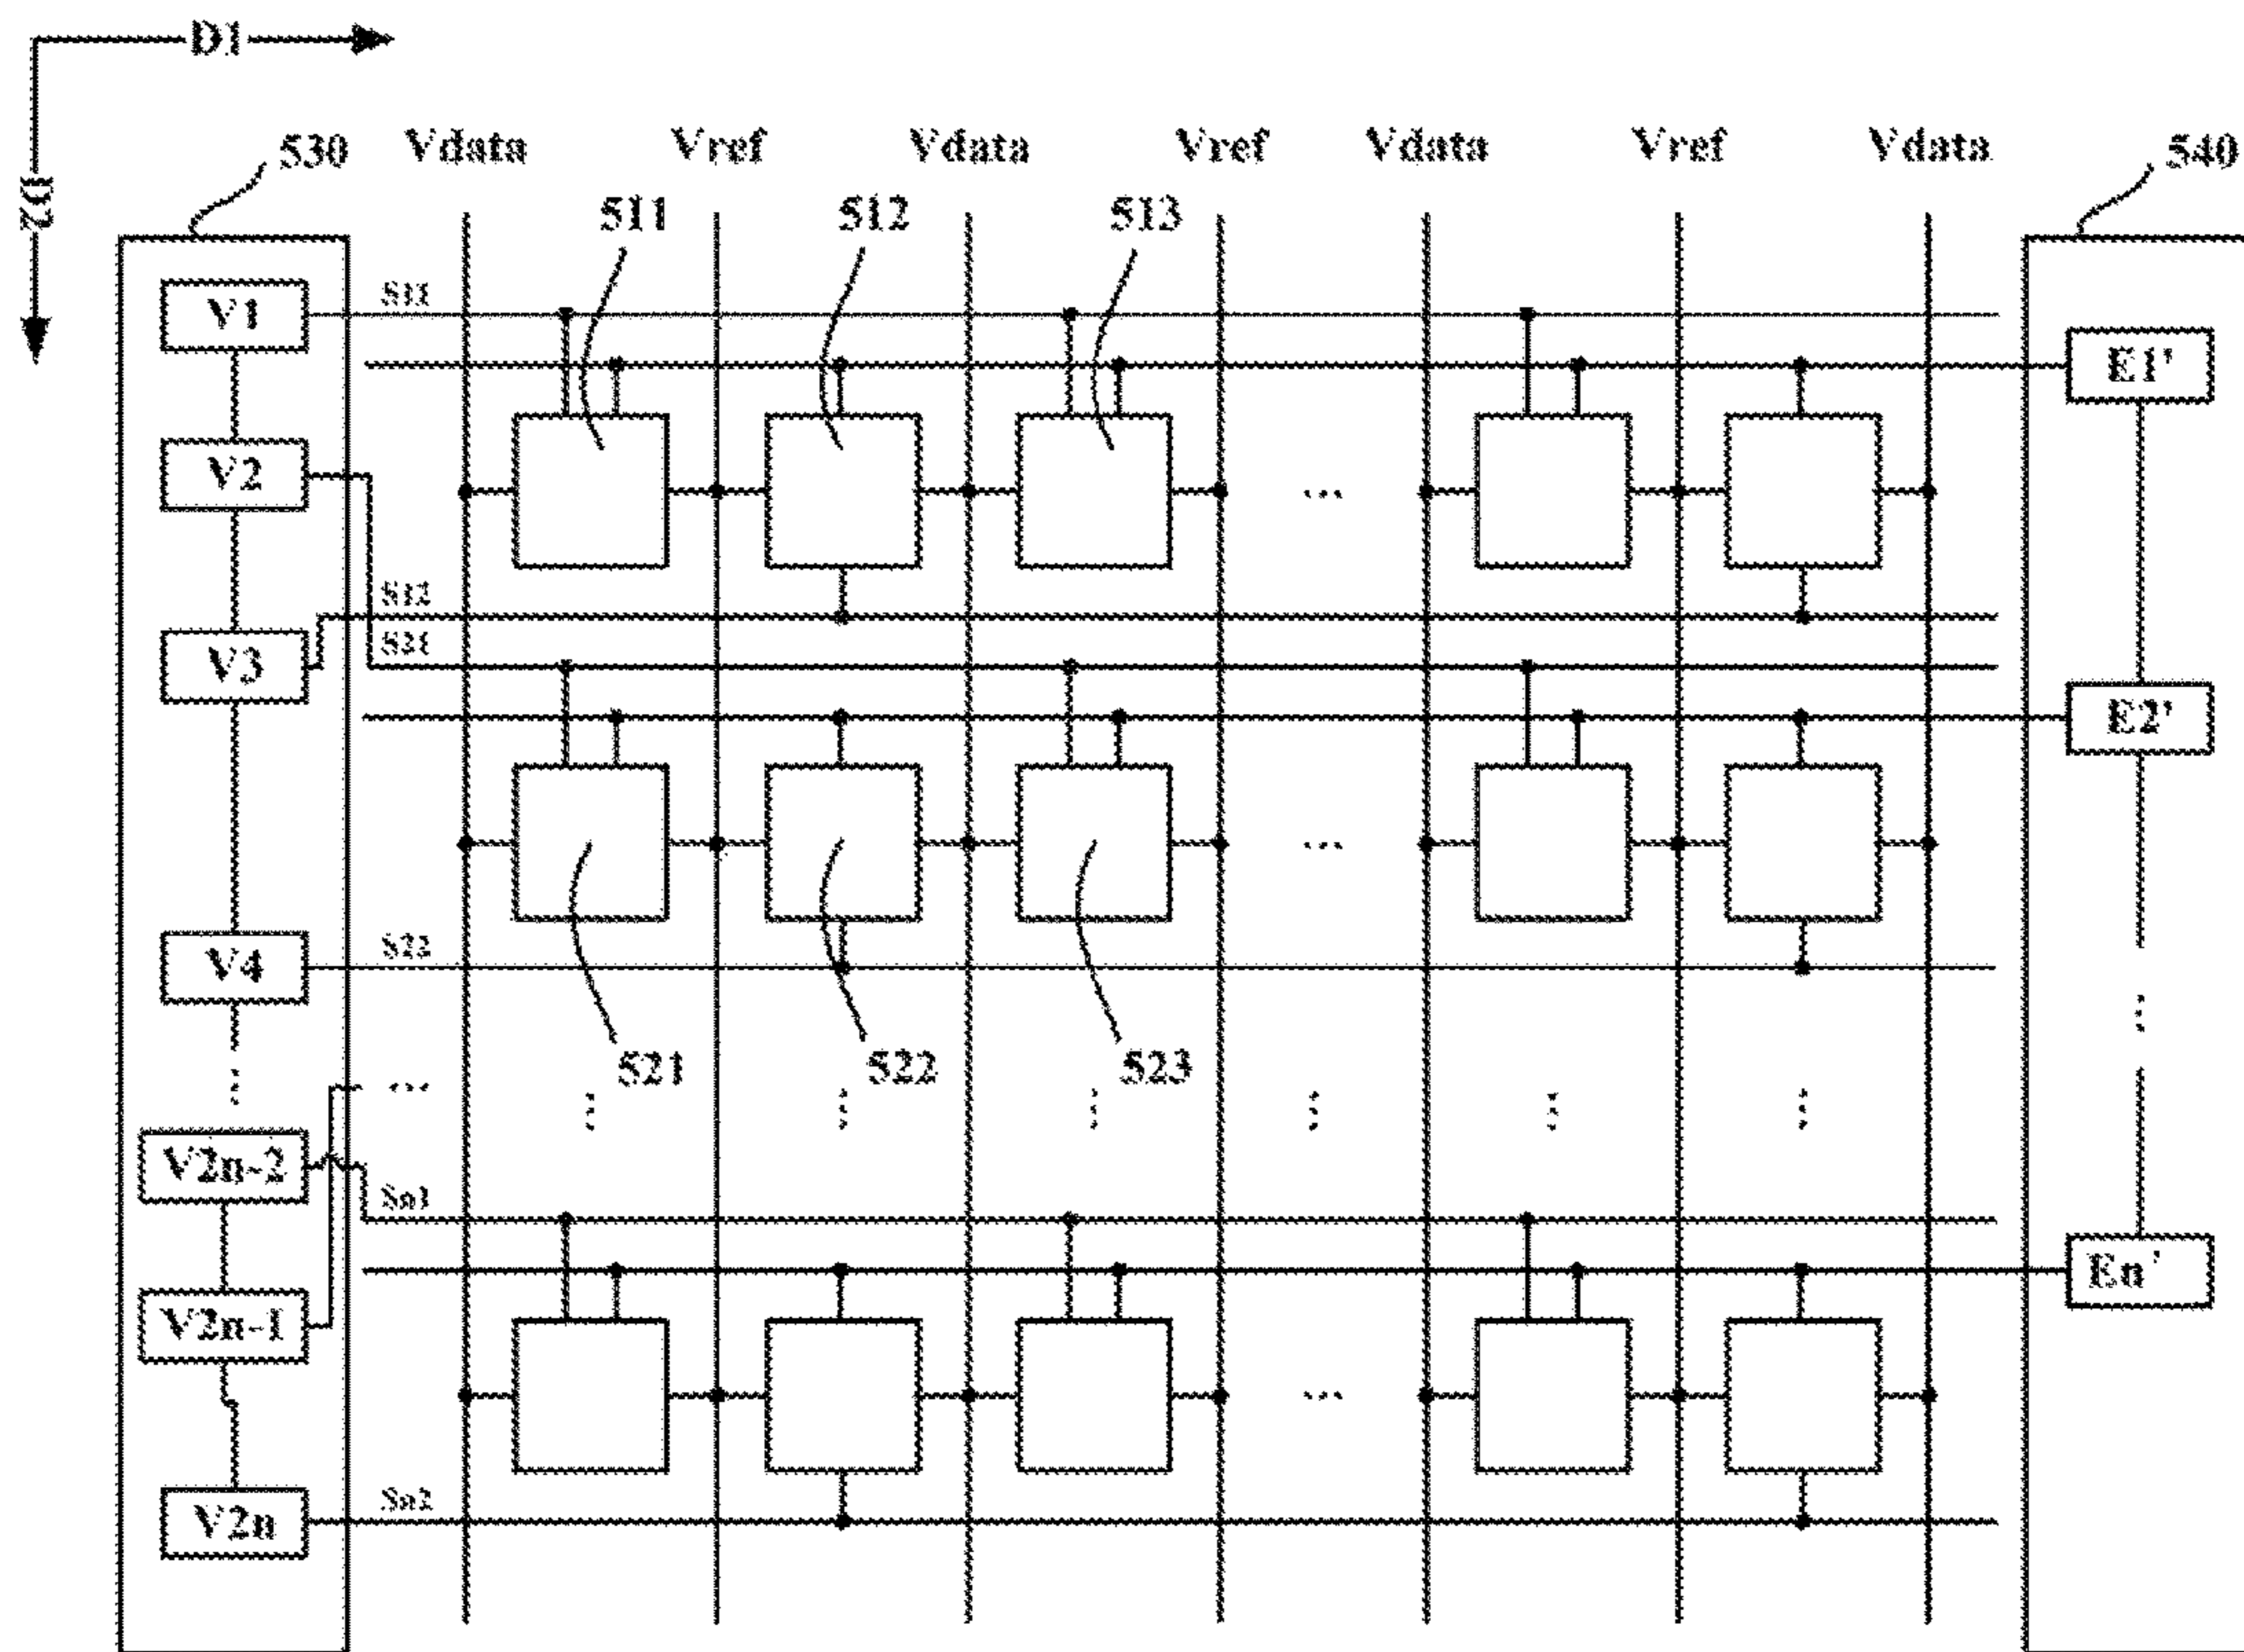 D1
D2
530 Vdata Vref Vdata Vref Vdata Vref Vdata 540
511 512 513
V1 S11
E1'
V2
S12
V3 S21
E2'
V4 S22
521 522 523
...
V2n-2 Sn1
En'
V2n-1
V2n Sn2